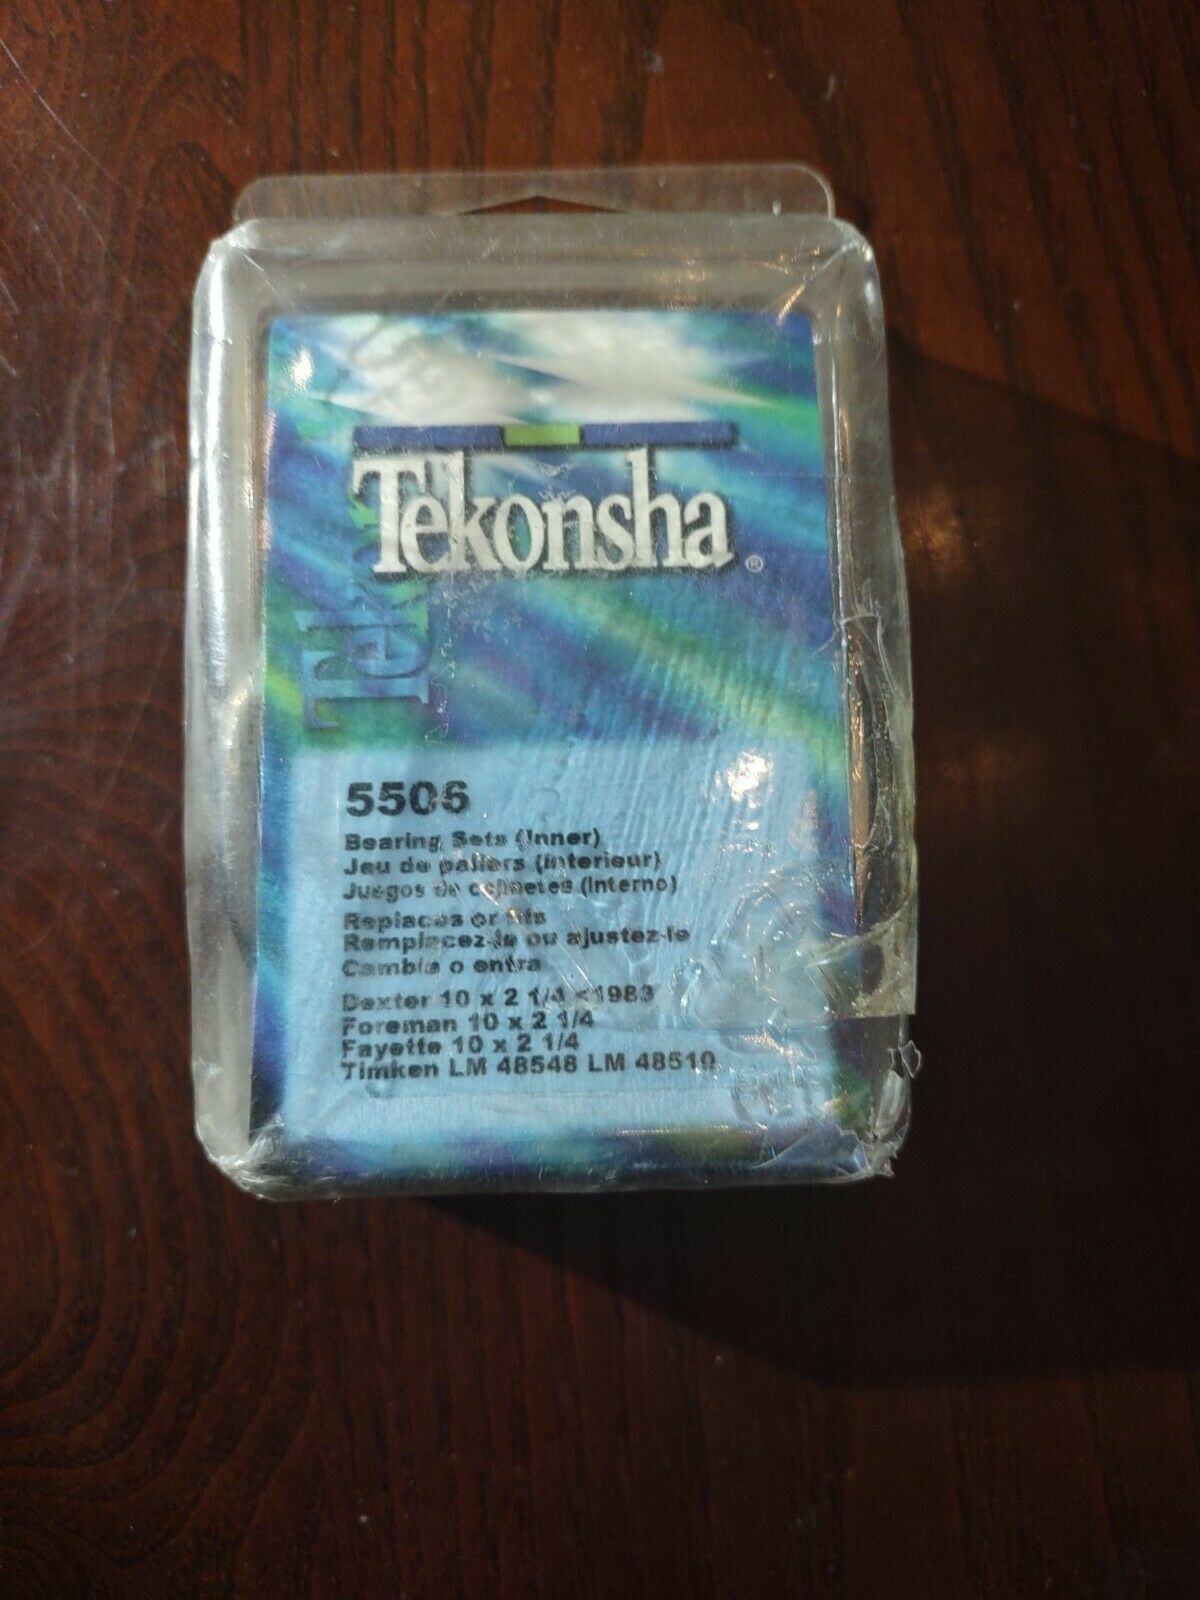 Tekonsha®
Tekonsha
5506
Bearing Sets (Inner)
Jeu de paliers (Interieur)
Juegos de cojinetes (Interno)
Replaces or fits
Remplacez-le ou ajustez-le
Cambie o entra
Dexter 10 x 2 1/4 <1983
Foreman 10 x 2 1/4
Fayette 10 x 2 1/4
Timken LM 48548 LM 48510